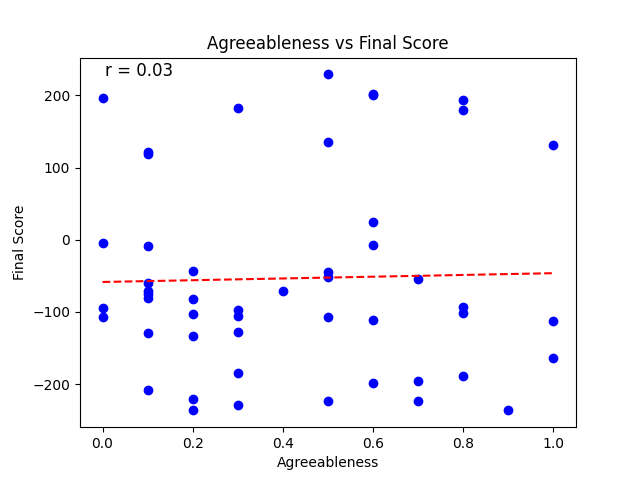 Agreeableness vs Final Score
r = 0.03
Final Score
200
100
0
−100
−200
0.0 0.2 0.4 0.6 0.8 1.0
Agreeableness